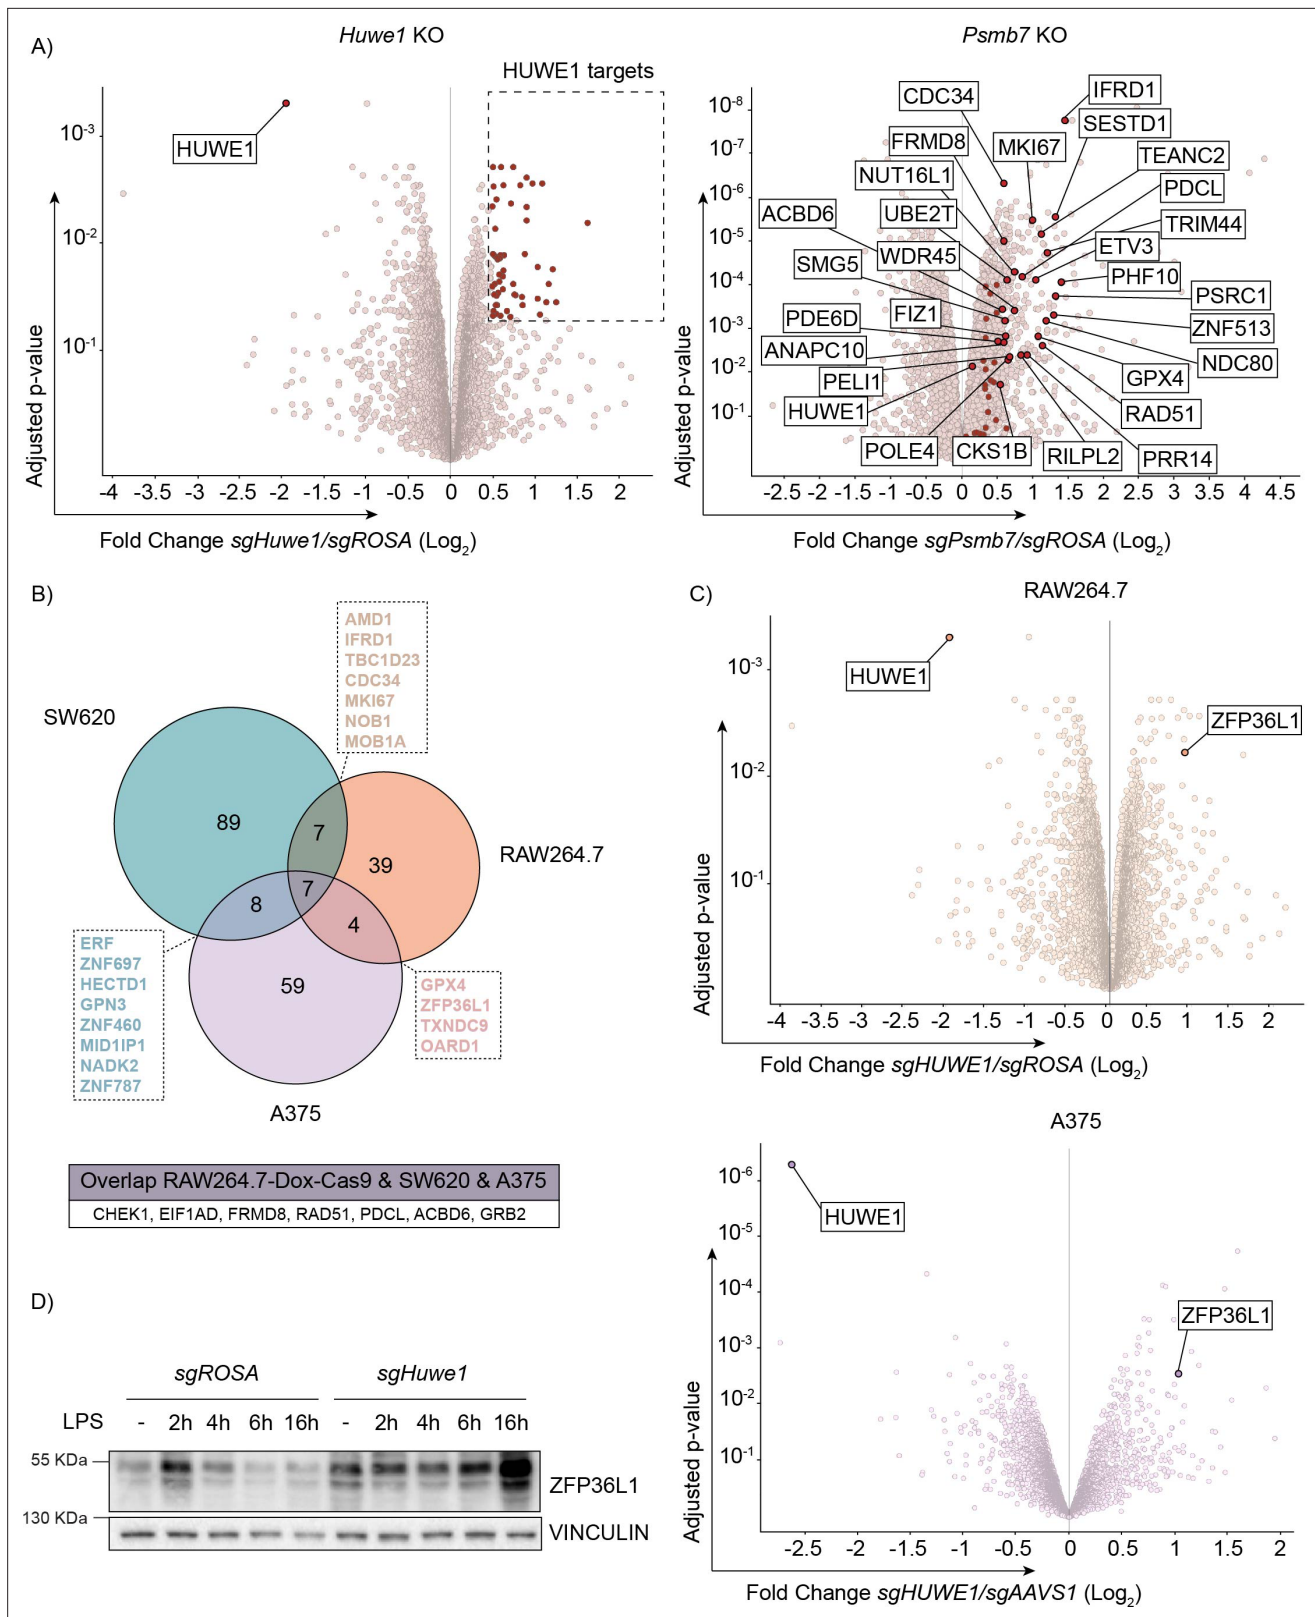 A)
Huwe1 KO
HUWE1 targets
HUWE1
10-3
10-2
10-1
Adjusted p-value
-4 -3.5 -3 -2.5 -2 -1.5 -1 -0.5 0 0.5 1 1.5 2
Fold Change sgHuwe1/sgROSA (Log2)
Psmb7 KO
CDC34
IFRD1
SESTD1
FRMD8
MKI67
TEANC2
NUT16L1
PDCL
ACBD6
UBE2T
TRIM44
ETV3
SMG5
WDR45
PHF10
PSRC1
PDE6D
FIZ1
ZNF513
ANAPC10
NDC80
PELI1
GPX4
HUWE1
RAD51
POLE4
CKS1B
RILPL2
PRR14
10-8
10-7
10-6
10-5
10-4
10-3
10-2
10-1
Adjusted p-value
-2.5 -2 -1.5 -1 -0.5 0 0.5 1 1.5 2 2.5 3 3.5 4 4.5
Fold Change sgPsmb7/sgROSA (Log2)
B)
AMD1
IFRD1
TBC1D23
CDC34
MKI67
NOB1
MOB1A
SW620
89
7
39
RAW264.7
7
8
4
59
ERF
ZNF697
HECTD1
GPN3
ZNF460
MID1IP1
NADK2
ZNF787
GPX4
ZFP36L1
TXNDC9
OARD1
A375
Overlap RAW264.7-Dox-Cas9 & SW620 & A375
CHEK1, EIF1AD, FRMD8, RAD51, PDCL, ACBD6, GRB2
C)
RAW264.7
HUWE1
ZFP36L1
10-3
10-2
10-1
Adjusted p-value
-4 -3.5 -3 -2.5 -2 -1.5 -1 -0.5 0 0.5 1 1.5 2
Fold Change sgHUWE1/sgROSA (Log2)
A375
HUWE1
ZFP36L1
10-6
10-5
10-4
10-3
10-2
10-1
Adjusted p-value
-2.5 -2 -1.5 -1 -0.5 0 0.5 1 1.5 2
Fold Change sgHUWE1/sgAAVS1 (Log2)
D)
sgROSA sgHuwe1
LPS - 2h 4h 6h 16h - 2h 4h 6h 16h
55 KDa
ZFP36L1
130 KDa
VINCULIN